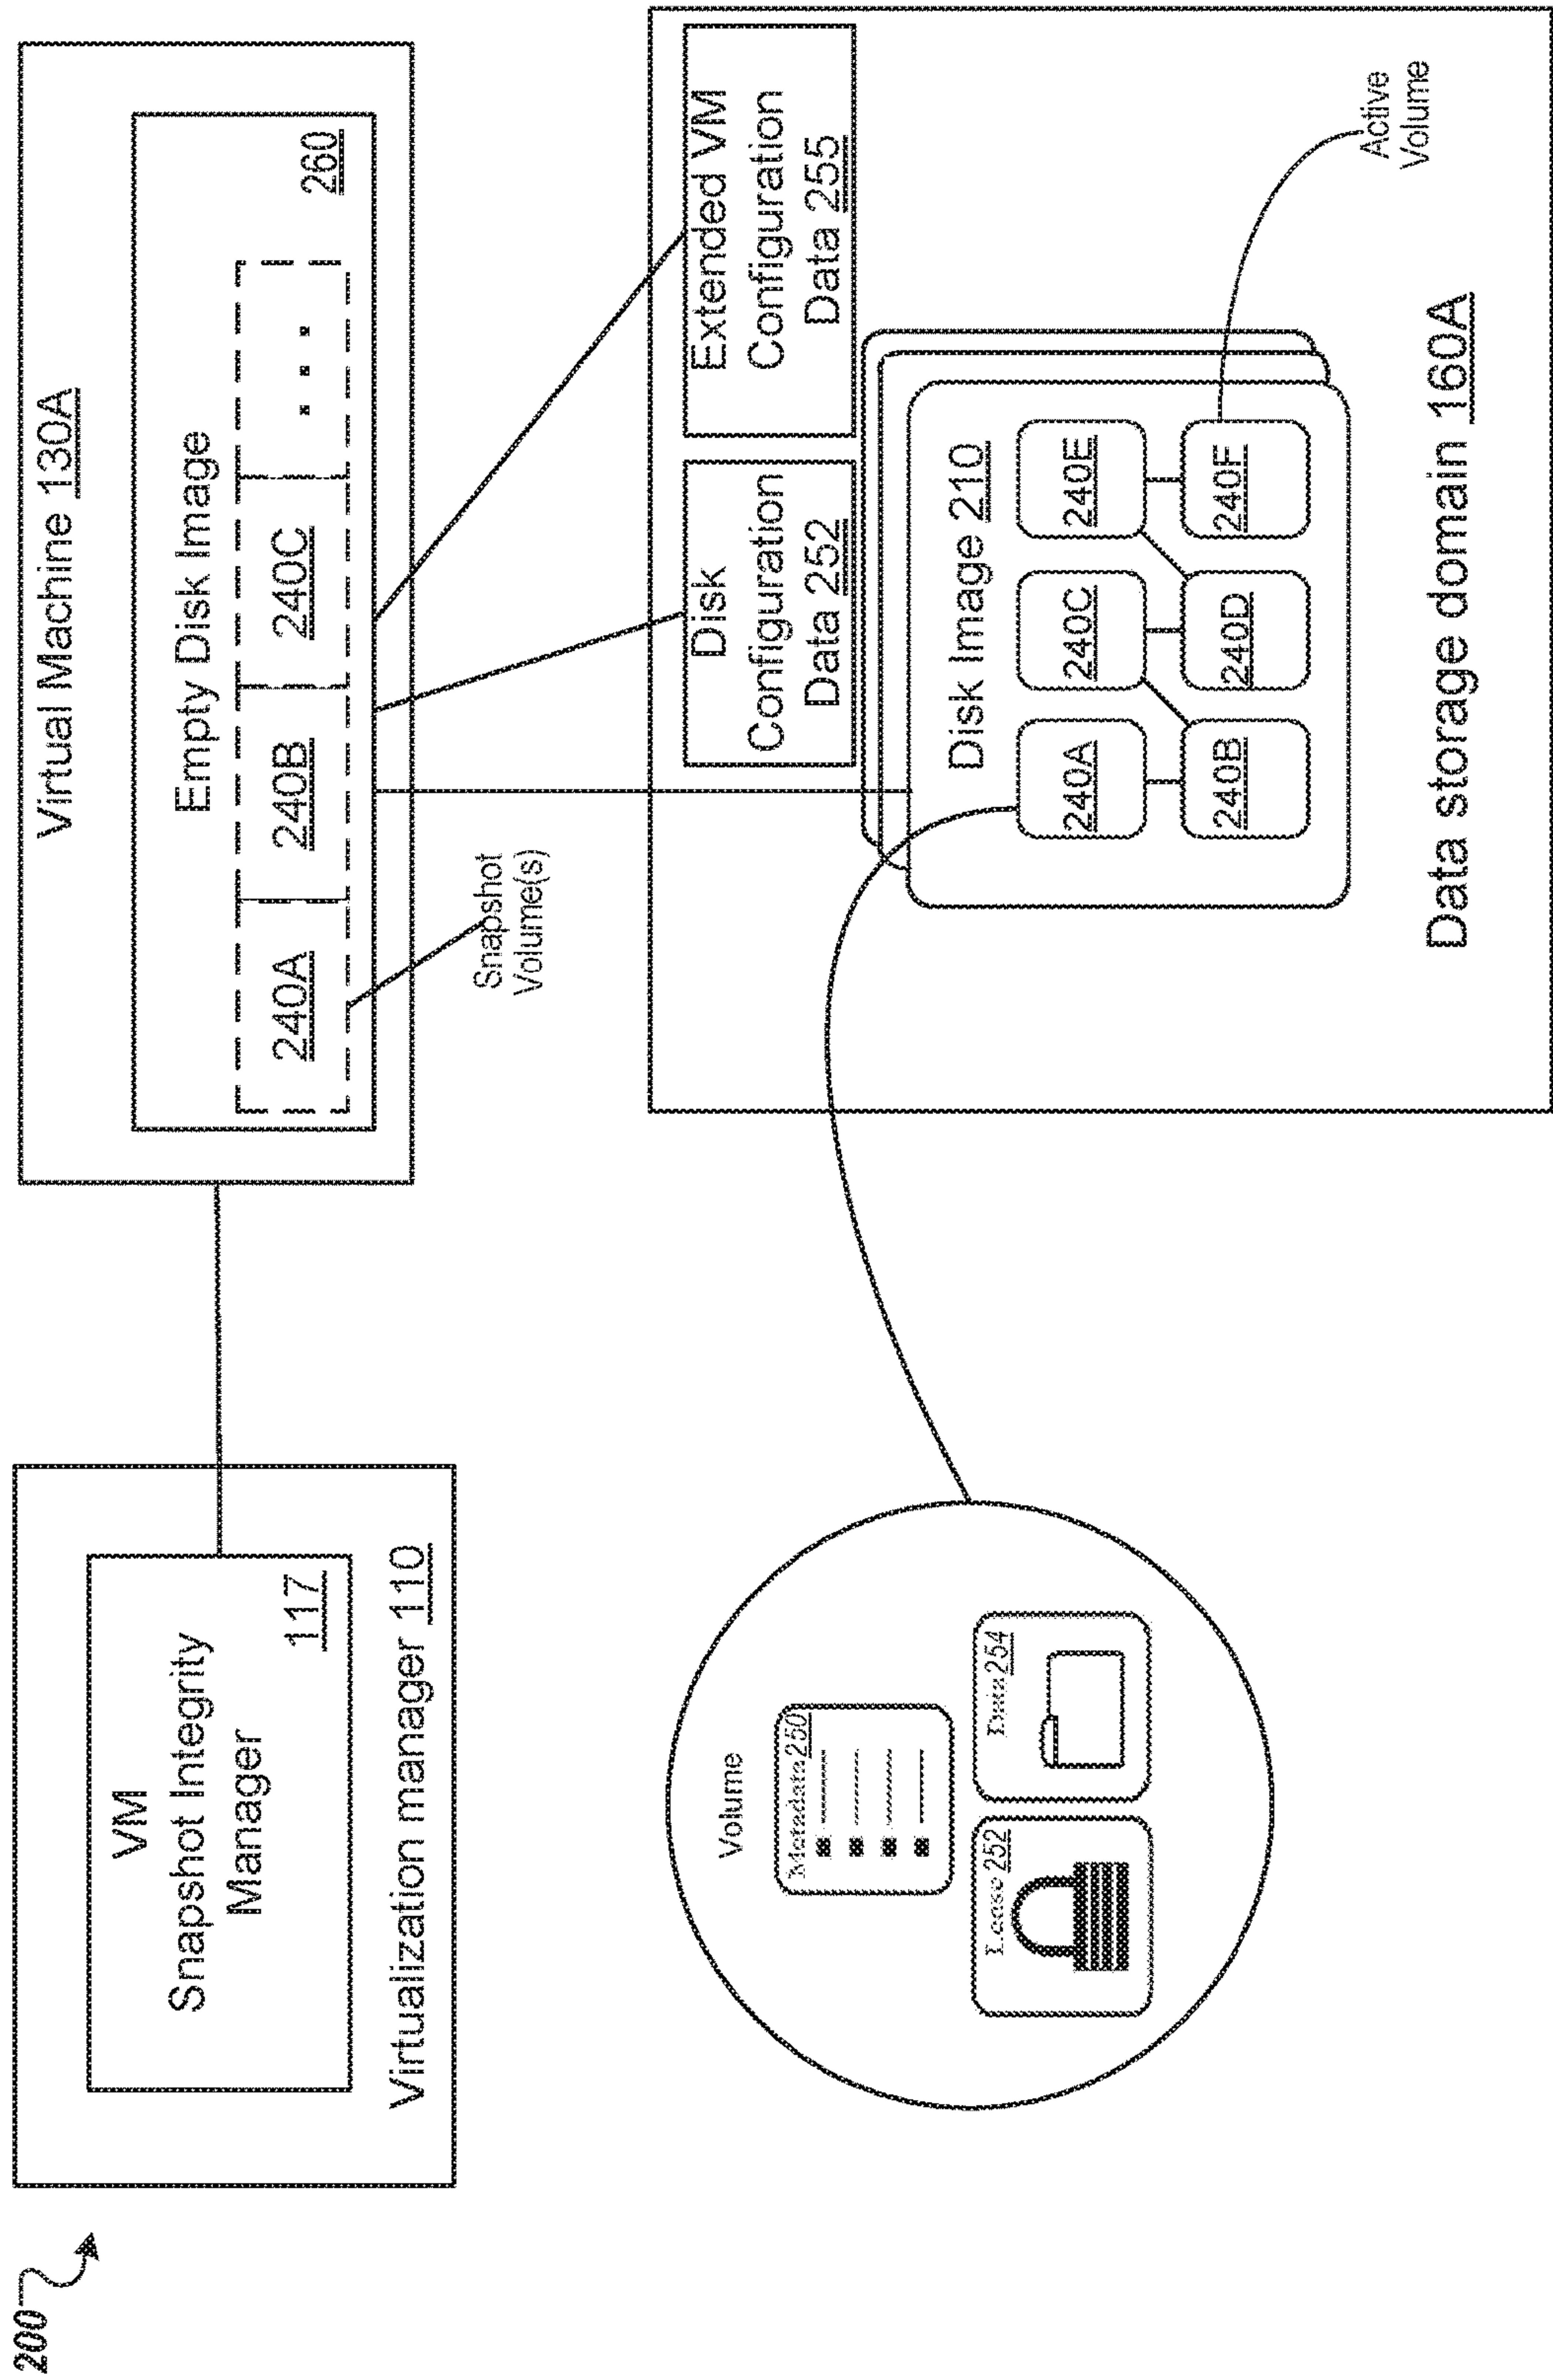 200
VM
Snapshot Integrity
Manager
117
Virtualization manager 110
Virtual Machine 130A
Empty Disk Image
260
240A
240B
240C
...
Snapshot
Volume(s)
Volume
Metadata 250
Lease 252
Data 254
Disk
Configuration
Data 252
Extended VM
Configuration
Data 255
Disk Image 210
240A
240C
240E
240B
240D
240F
Active
Volume
Data storage domain 160A